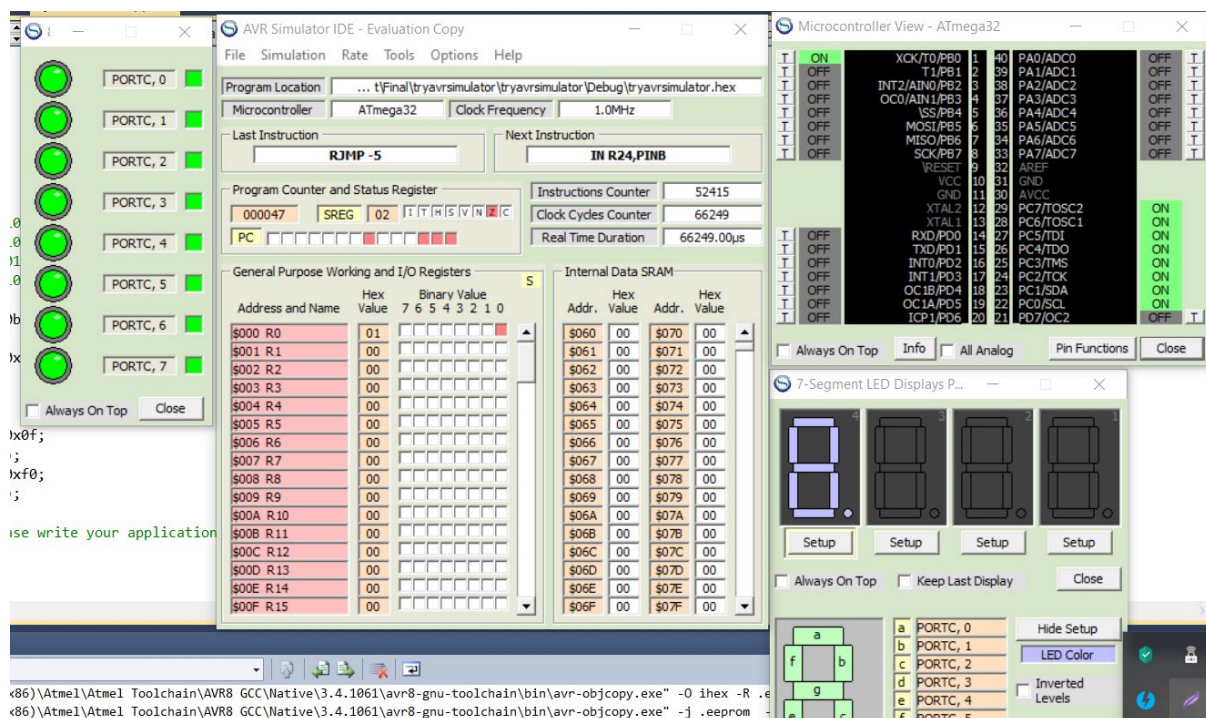 8
PORTC, 0
PORTC, 1
PORTC, 2
PORTC, 3
PORTC, 4
PORTC, 5
PORTC, 6
PORTC, 7
Always On Top Close
0x0f;
0xf0;
ase write your application
AVR Simulator IDE - Evaluation Copy
File Simulation Rate Tools Options Help
Program Location ... t\Final\tryavrsimulator\tryavrsimulator\Debug\tryavrsimulator.hex
Microcontroller ATmega32 Clock Frequency 1.0MHz
Last Instruction Next Instruction
RJMP -5 IN R24,PINB
Program Counter and Status Register
000047 SREG 02 I T H S V N Z C
PC
Instructions Counter 52415
Clock Cycles Counter 66249
Real Time Duration 66249.00µs
General Purpose Working and I/O Registers S
Hex Binary Value
Address and Name Value 7 6 5 4 3 2 1 0
$000 R0 01
$001 R1 00
$002 R2 00
$003 R3 00
$004 R4 00
$005 R5 00
$006 R6 00
$007 R7 00
$008 R8 00
$009 R9 00
$00A R10 00
$00B R11 00
$00C R12 00
$00D R13 00
$00E R14 00
$00F R15 00
Internal Data SRAM
Hex Hex
Addr. Value Addr. Value
$060 00 $070 00
$061 00 $071 00
$062 00 $072 00
$063 00 $073 00
$064 00 $074 00
$065 00 $075 00
$066 00 $076 00
$067 00 $077 00
$068 00 $078 00
$069 00 $079 00
$06A 00 $07A 00
$06B 00 $07B 00
$06C 00 $07C 00
$06D 00 $07D 00
$06E 00 $07E 00
$06F 00 $07F 00
Microcontroller View - ATmega32
T ON XCK/T0/PB0 1 40 PA0/ADC0 OFF T
T OFF T1/PB1 2 39 PA1/ADC1 OFF T
T OFF INT2/AIN0/PB2 3 38 PA2/ADC2 OFF T
T OFF OC0/AIN1/PB3 4 37 PA3/ADC3 OFF T
T OFF \SS/PB4 5 36 PA4/ADC4 OFF T
T OFF MOSI/PB5 6 35 PA5/ADC5 OFF T
T OFF MISO/PB6 7 34 PA6/ADC6 OFF T
T OFF SCK/PB7 8 33 PA7/ADC7 OFF T
\RESET 9 32 AREF
VCC 10 31 GND
GND 11 30 AVCC
XTAL2 12 29 PC7/TOSC2 ON
XTAL1 13 28 PC6/TOSC1 ON
T OFF RXD/PD0 14 27 PC5/TDI ON
T OFF TXD/PD1 15 26 PC4/TDO ON
T OFF INT0/PD2 16 25 PC3/TMS ON
T OFF INT1/PD3 17 24 PC2/TCK ON
T OFF OC1B/PD4 18 23 PC1/SDA ON
T OFF OC1A/PD5 19 22 PC0/SCL ON
T OFF ICP1/PD6 20 21 PD7/OC2 OFF T
Always On Top Info All Analog Pin Functions Close
7-Segment LED Displays P...
4 3 2 1
Setup Setup Setup Setup
Always On Top Keep Last Display Close
a
f b
g
e c
a PORTC, 0
b PORTC, 1
c PORTC, 2
d PORTC, 3
e PORTC, 4
f PORTC, 5
Hide Setup
LED Color
Inverted
Levels
x86)\Atmel\Atmel Toolchain\AVR8 GCC\Native\3.4.1061\avr8-gnu-toolchain\bin\avr-objcopy.exe" -O ihex -R .e
x86)\Atmel\Atmel Toolchain\AVR8 GCC\Native\3.4.1061\avr8-gnu-toolchain\bin\avr-objcopy.exe" -j .eeprom -